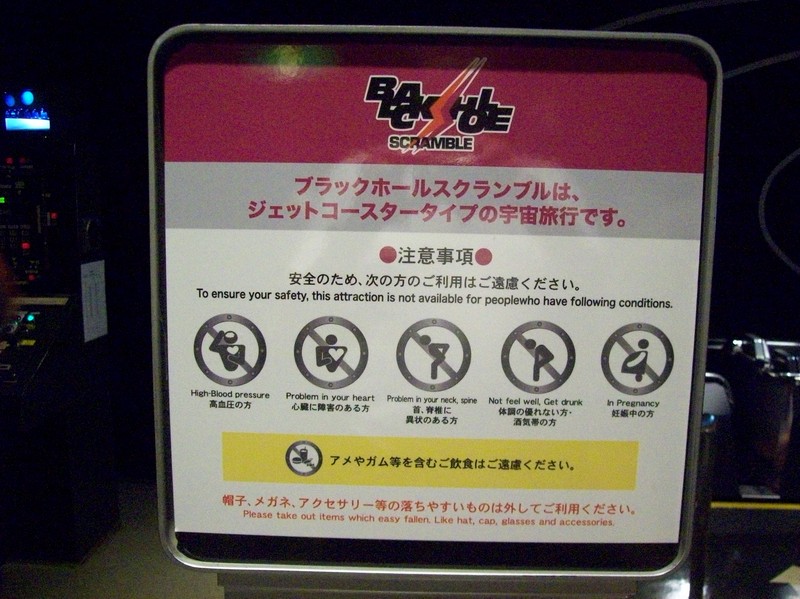 BLACK HOLE
SCRAMBLE
ブラックホールスクランブルは、
ジェットコースタータイプの宇宙旅行です。
●注意事項●
安全のため、次の方のご利用はご遠慮ください。
To ensure your safety, this attraction is not available for peoplewho have following conditions.
High-Blood pressure
高血圧の方
Problem in your heart
心臓に障害のある方
Problem in your neck, spine
首、脊椎に
異状のある方
Not feel well, Get drunk
体調の優れない方・
酒気帯の方
In Pregnancy
妊娠中の方
アメやガム等を含むご飲食はご遠慮ください。
帽子、メガネ、アクセサリー等の落ちやすいものは外してご利用ください。
Please take out items which easy fallen. Like hat, cap, glasses and accessories.